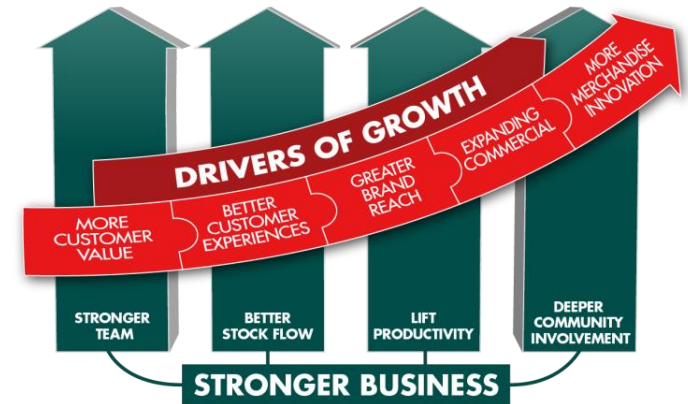 DRIVERS OF GROWTH
MORE
CUSTOMER
VALUE
BETTER
CUSTOMER
EXPERIENCES
GREATER
BRAND
REACH
EXPANDING
COMMERCIAL
MORE
MERCHANDISE
INNOVATION
STRONGER
TEAM
BETTER
STOCK FLOW
LIFT
PRODUCTIVITY
DEEPER
COMMUNITY
INVOLVEMENT
STRONGER BUSINESS